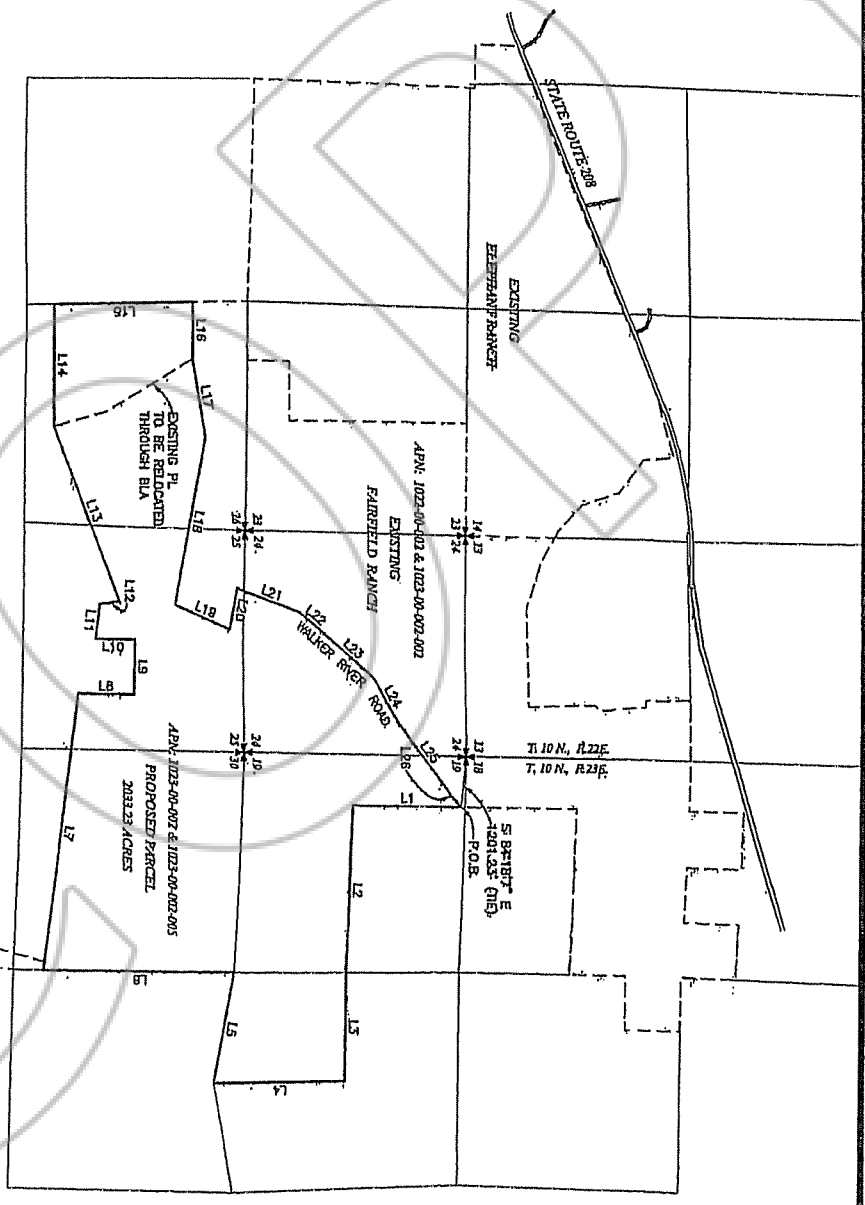 STATE ROUTE 208
EXISTING
ELEPHANT RANCH
APN: 1022-00-002 & 1023-00-002-002
EXISTING
FAIRFIELD RANCH
14 13
23 24
23 24
26 25
13 18
24 19
24 19
25 30
T. 10 N., R.22E.
T. 10 N., R.23E.
E
1201.23' (TIE)
P.O.B.
WALKER RIVER ROAD
EXISTING PL
TO BE RELOCATED
THROUGH BLA
APN: 1023-00-002 & 1023-00-002-005
PROPOSED PARCEL
2033.23 ACRES
L1
L2
L3
L4
L5
L6
L7
L8
L9
L10
L11
L12
L13
L14
L15
L16
L17
L18
L19
L20
L21
L22
L23
L24
L25
L26